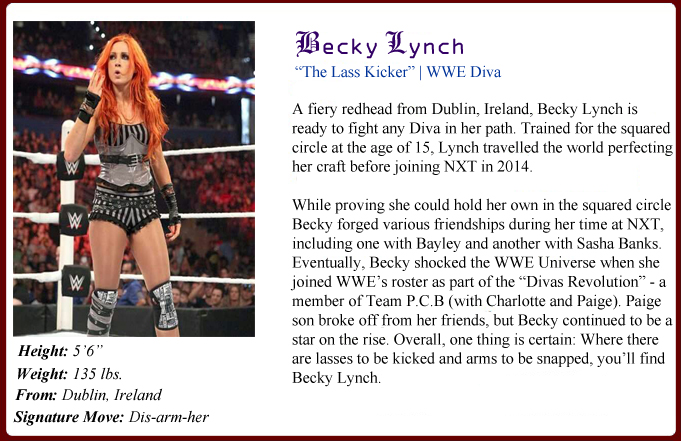 Becky Lynch
“The Lass Kicker” | WWE Diva
A fiery redhead from Dublin, Ireland, Becky Lynch is
ready to fight any Diva in her path. Trained for the squared
circle at the age of 15, Lynch travelled the world perfecting
her craft before joining NXT in 2014.
While proving she could hold her own in the squared circle
Becky forged various friendships during her time at NXT,
including one with Bayley and another with Sasha Banks.
Eventually, Becky shocked the WWE Universe when she
joined WWE’s roster as part of the “Divas Revolution” - a
member of Team P.C.B (with Charlotte and Paige). Paige
son broke off from her friends, but Becky continued to be a
star on the rise. Overall, one thing is certain: Where there
are lasses to be kicked and arms to be snapped, you’ll find
Becky Lynch.
W
W
W
Height: 5’6”
Weight: 135 lbs.
From: Dublin, Ireland
Signature Move: Dis-arm-her